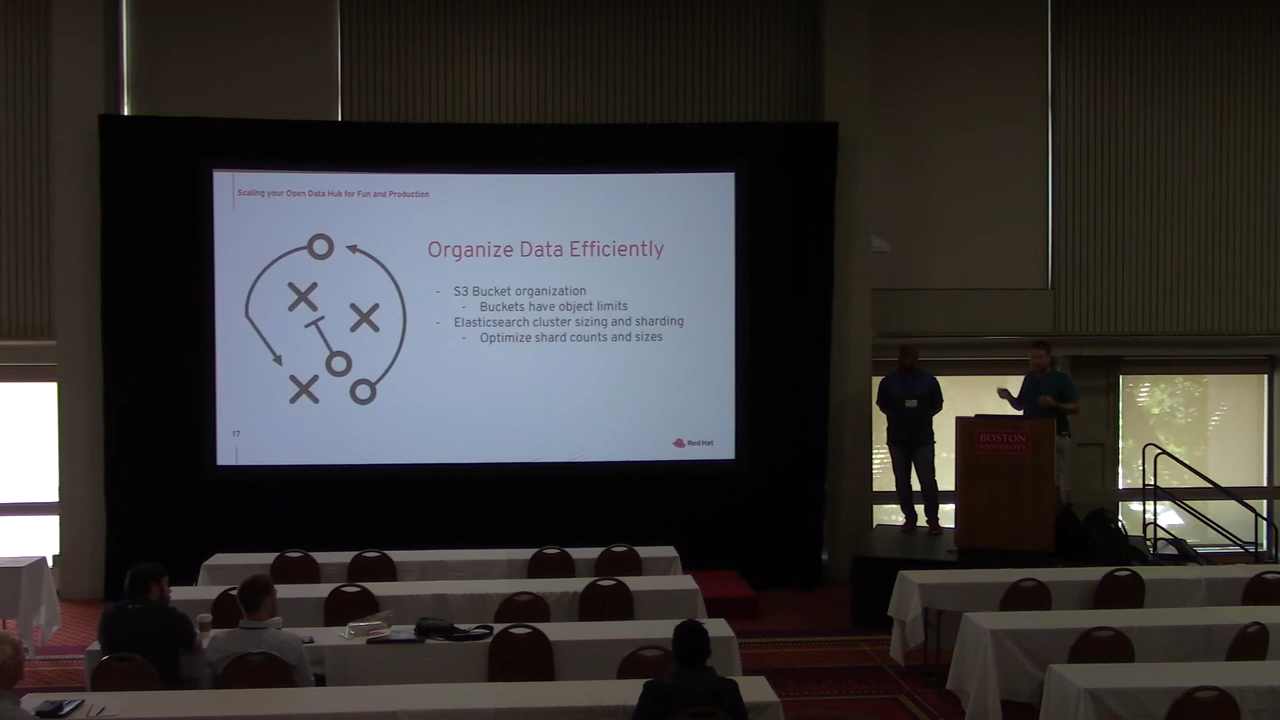 Scaling your Open Data Hub for Fun and Production
Organize Data Efficiently
- S3 Bucket organization
- Buckets have object limits
- Elasticsearch cluster sizing and sharding
- Optimize shard counts and sizes
17
Red Hat
BOSTON
UNIVERSITY